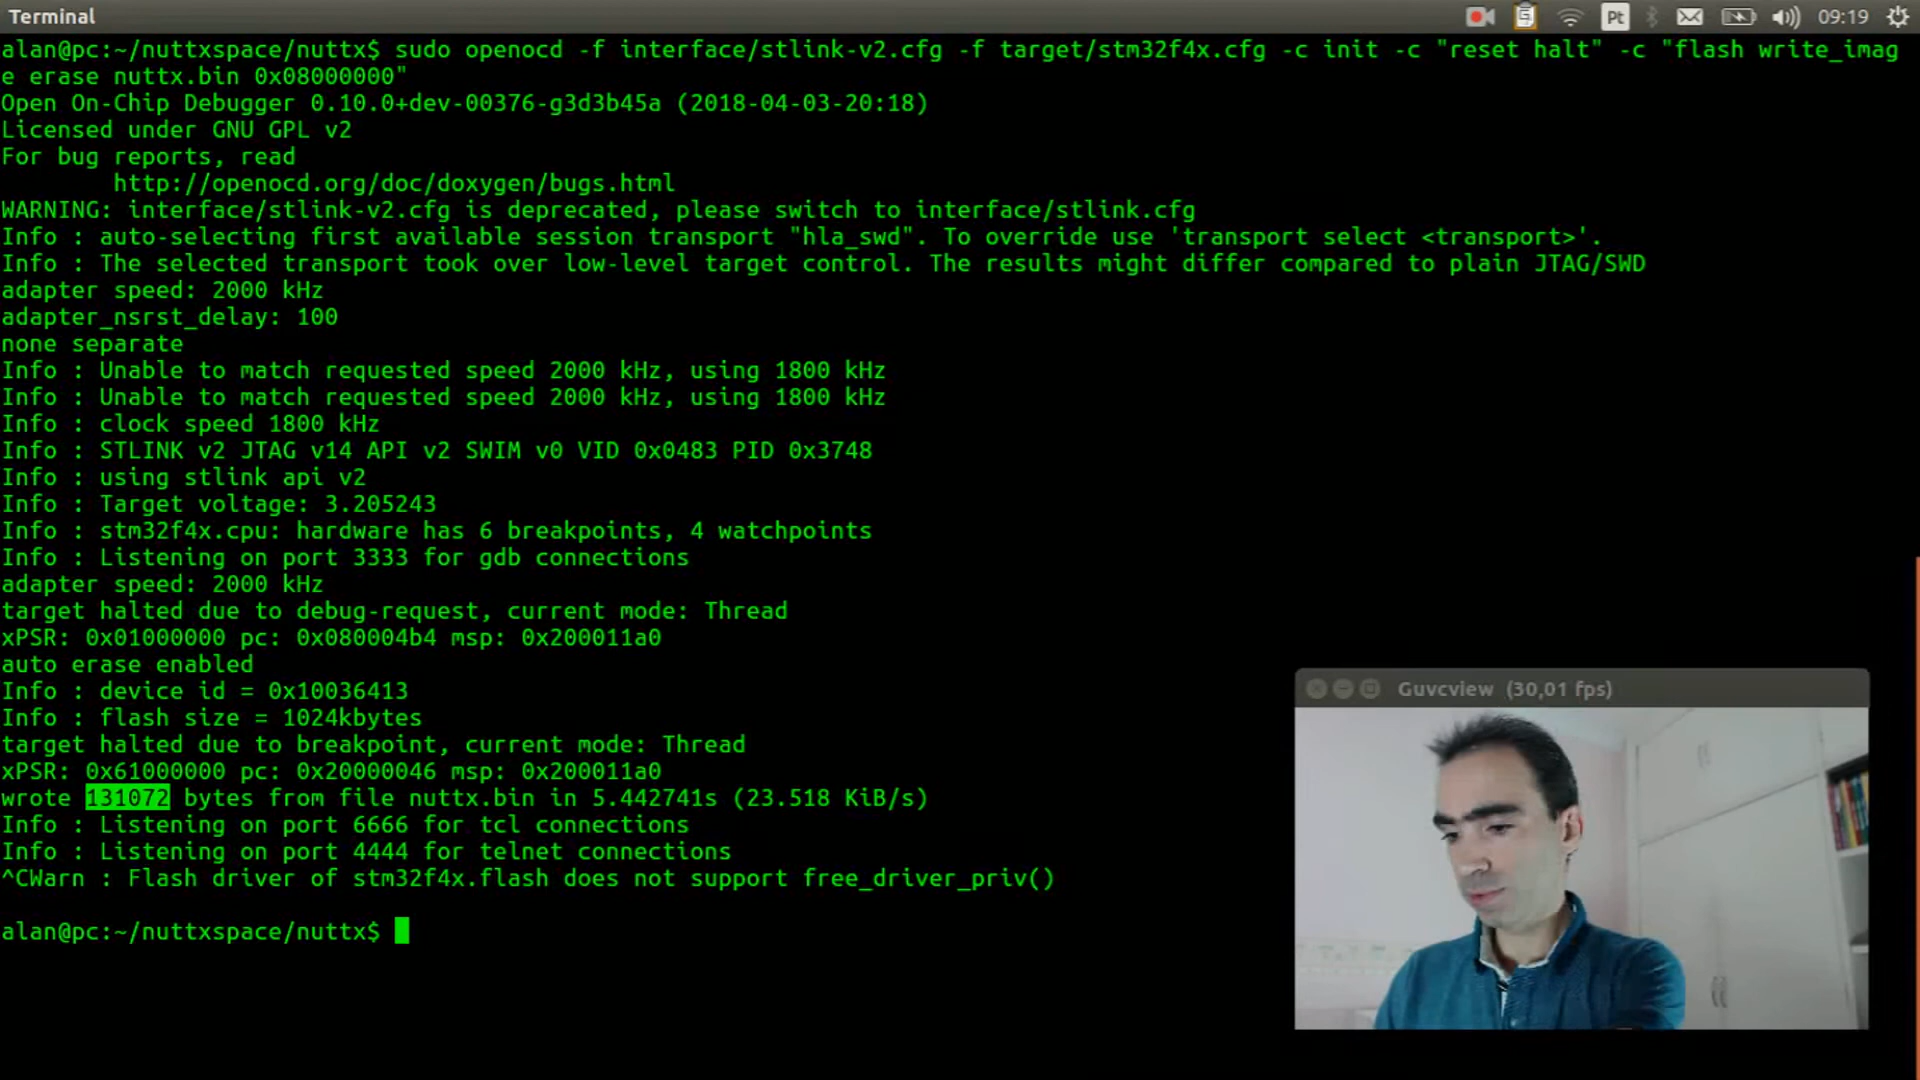 Terminal
Pt
09:19
alan@pc:~/nuttxspace/nuttx$ sudo openocd -f interface/stlink-v2.cfg -f target/stm32f4x.cfg -c init -c "reset halt" -c "flash write_imag
e erase nuttx.bin 0x08000000"
Open On-Chip Debugger 0.10.0+dev-00376-g3d3b45a (2018-04-03-20:18)
Licensed under GNU GPL v2
For bug reports, read
http://openocd.org/doc/doxygen/bugs.html
WARNING: interface/stlink-v2.cfg is deprecated, please switch to interface/stlink.cfg
Info : auto-selecting first available session transport "hla_swd". To override use 'transport select <transport>'.
Info : The selected transport took over low-level target control. The results might differ compared to plain JTAG/SWD
adapter speed: 2000 kHz
adapter_nsrst_delay: 100
none separate
Info : Unable to match requested speed 2000 kHz, using 1800 kHz
Info : Unable to match requested speed 2000 kHz, using 1800 kHz
Info : clock speed 1800 kHz
Info : STLINK v2 JTAG v14 API v2 SWIM v0 VID 0x0483 PID 0x3748
Info : using stlink api v2
Info : Target voltage: 3.205243
Info : stm32f4x.cpu: hardware has 6 breakpoints, 4 watchpoints
Info : Listening on port 3333 for gdb connections
adapter speed: 2000 kHz
target halted due to debug-request, current mode: Thread
xPSR: 0x01000000 pc: 0x080004b4 msp: 0x200011a0
auto erase enabled
Info : device id = 0x10036413
Info : flash size = 1024kbytes
target halted due to breakpoint, current mode: Thread
xPSR: 0x61000000 pc: 0x20000046 msp: 0x200011a0
wrote 131072 bytes from file nuttx.bin in 5.442741s (23.518 KiB/s)
Info : Listening on port 6666 for tcl connections
Info : Listening on port 4444 for telnet connections
^CWarn : Flash driver of stm32f4x.flash does not support free_driver_priv()
alan@pc:~/nuttxspace/nuttx$
Guvcview (30,01 fps)